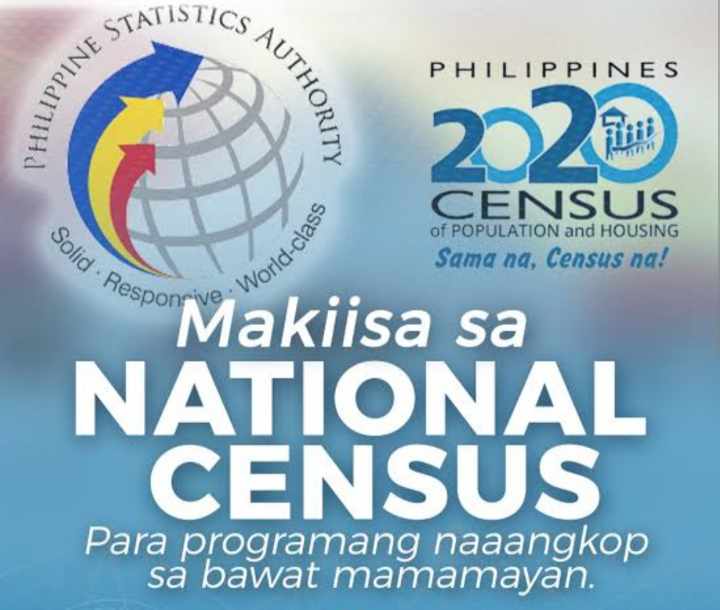 PHILIPPINE STATISTICS AUTHORITY
Solid · Responsive · World-class
PHILIPPINES
2020
CENSUS
of POPULATION and HOUSING
Sama na, Census na!
Makiisa sa
NATIONAL
CENSUS
Para programang naaangkop
sa bawat mamamayan.